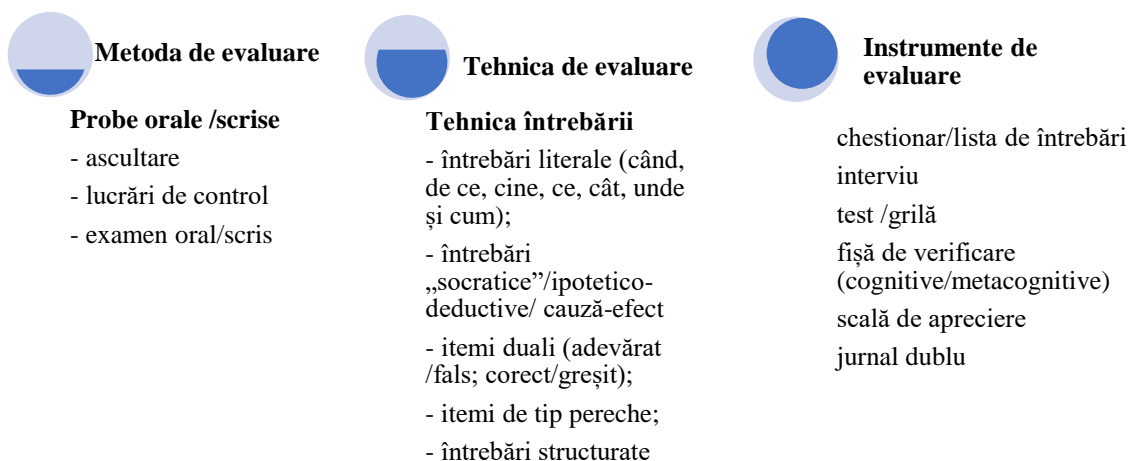 Metoda de evaluare
Probe orale /scrise
- ascultare
- lucrări de control
- examen oral/scris
Tehnica de evaluare
Tehnica întrebării
- întrebări literale (când,
de ce, cine, ce, cât, unde
și cum);
- întrebări
„socratice”/ipotetico-
deductive/ cauză-efect
- itemi duali (adevărat
/fals; corect/greșit);
- itemi de tip pereche;
- întrebări structurate
Instrumente de
evaluare
chestionar/lista de întrebări
interviu
test /grilă
fișă de verificare
(cognitive/metacognitive)
scală de apreciere
jurnal dublu